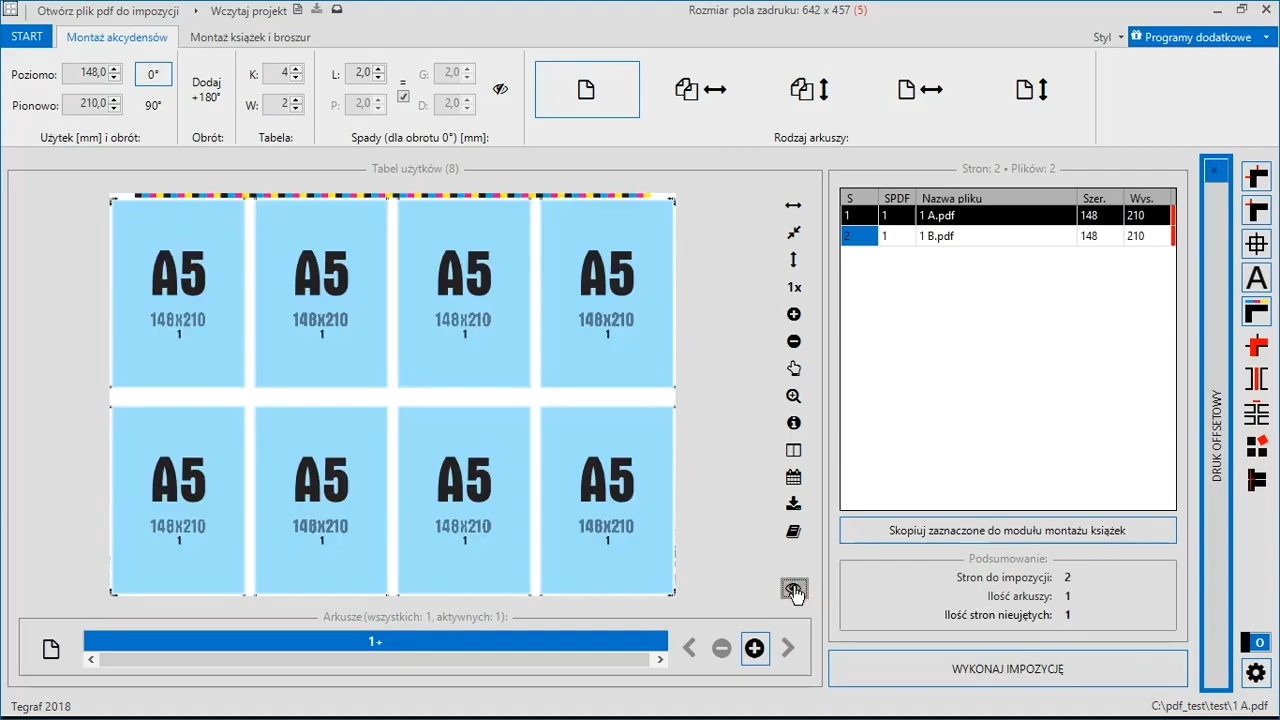 Otwórz plik pdf do impozycji
Wczytaj projekt
Rozmiar pola zadruku: 642 x 457 (5)
START
Montaż akcydensów
Montaż książek i broszur
Styl
Programy dodatkowe
Poziomo: 148,0
0°
Dodaj
+180°
K: 4
L: 2,0
=
G: 2,0
Pionowo: 210,0
90°
W: 2
P: 2,0
D: 2,0
Użytek [mm] i obrót:
Obrót:
Tabela:
Spady (dla obrotu 0°) [mm]:
Rodzaj arkuszy:
Tabel użytków (8)
A5
148x210
1
A5
148x210
1
A5
148x210
1
A5
148x210
1
A5
148x210
1
A5
148x210
1
A5
148x210
1
A5
148x210
1
1x
Stron: 2 • Plików: 2
S SPDF Nazwa pliku Szer. Wys.
1 1 1 A.pdf 148 210
2 1 1 B.pdf 148 210
Skopiuj zaznaczone do modułu montażu książek
Podsumowanie:
Stron do impozycji: 2
Ilość arkuszy: 1
Ilość stron nieujętych: 1
WYKONAJ IMPOZYCJĘ
DRUK OFFSETOWY
A
O
Arkusze (wszystkich: 1, aktywnych: 1):
1+
Tegraf 2018
C:\pdf_test\test\1 A.pdf